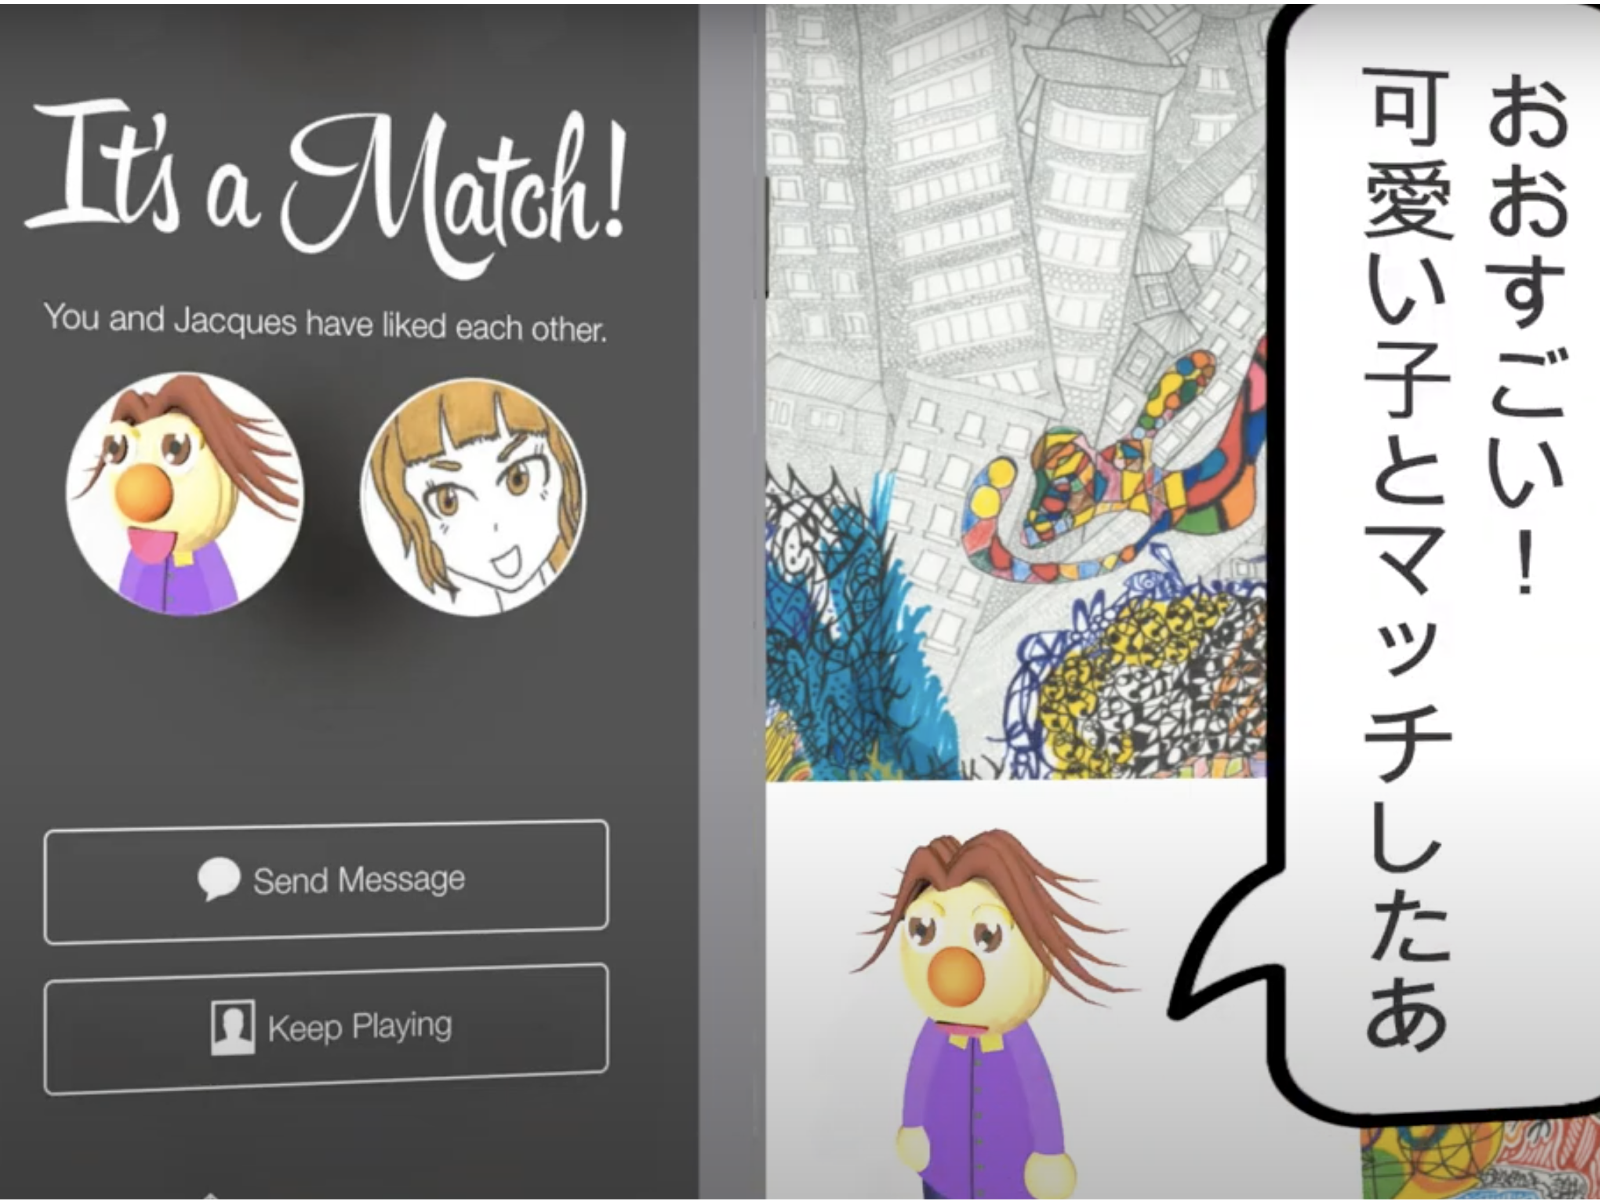 It's a Match!
You and Jacques have liked each other.
Send Message
Keep Playing
おおすごい！
可愛い子とマッチしたあ